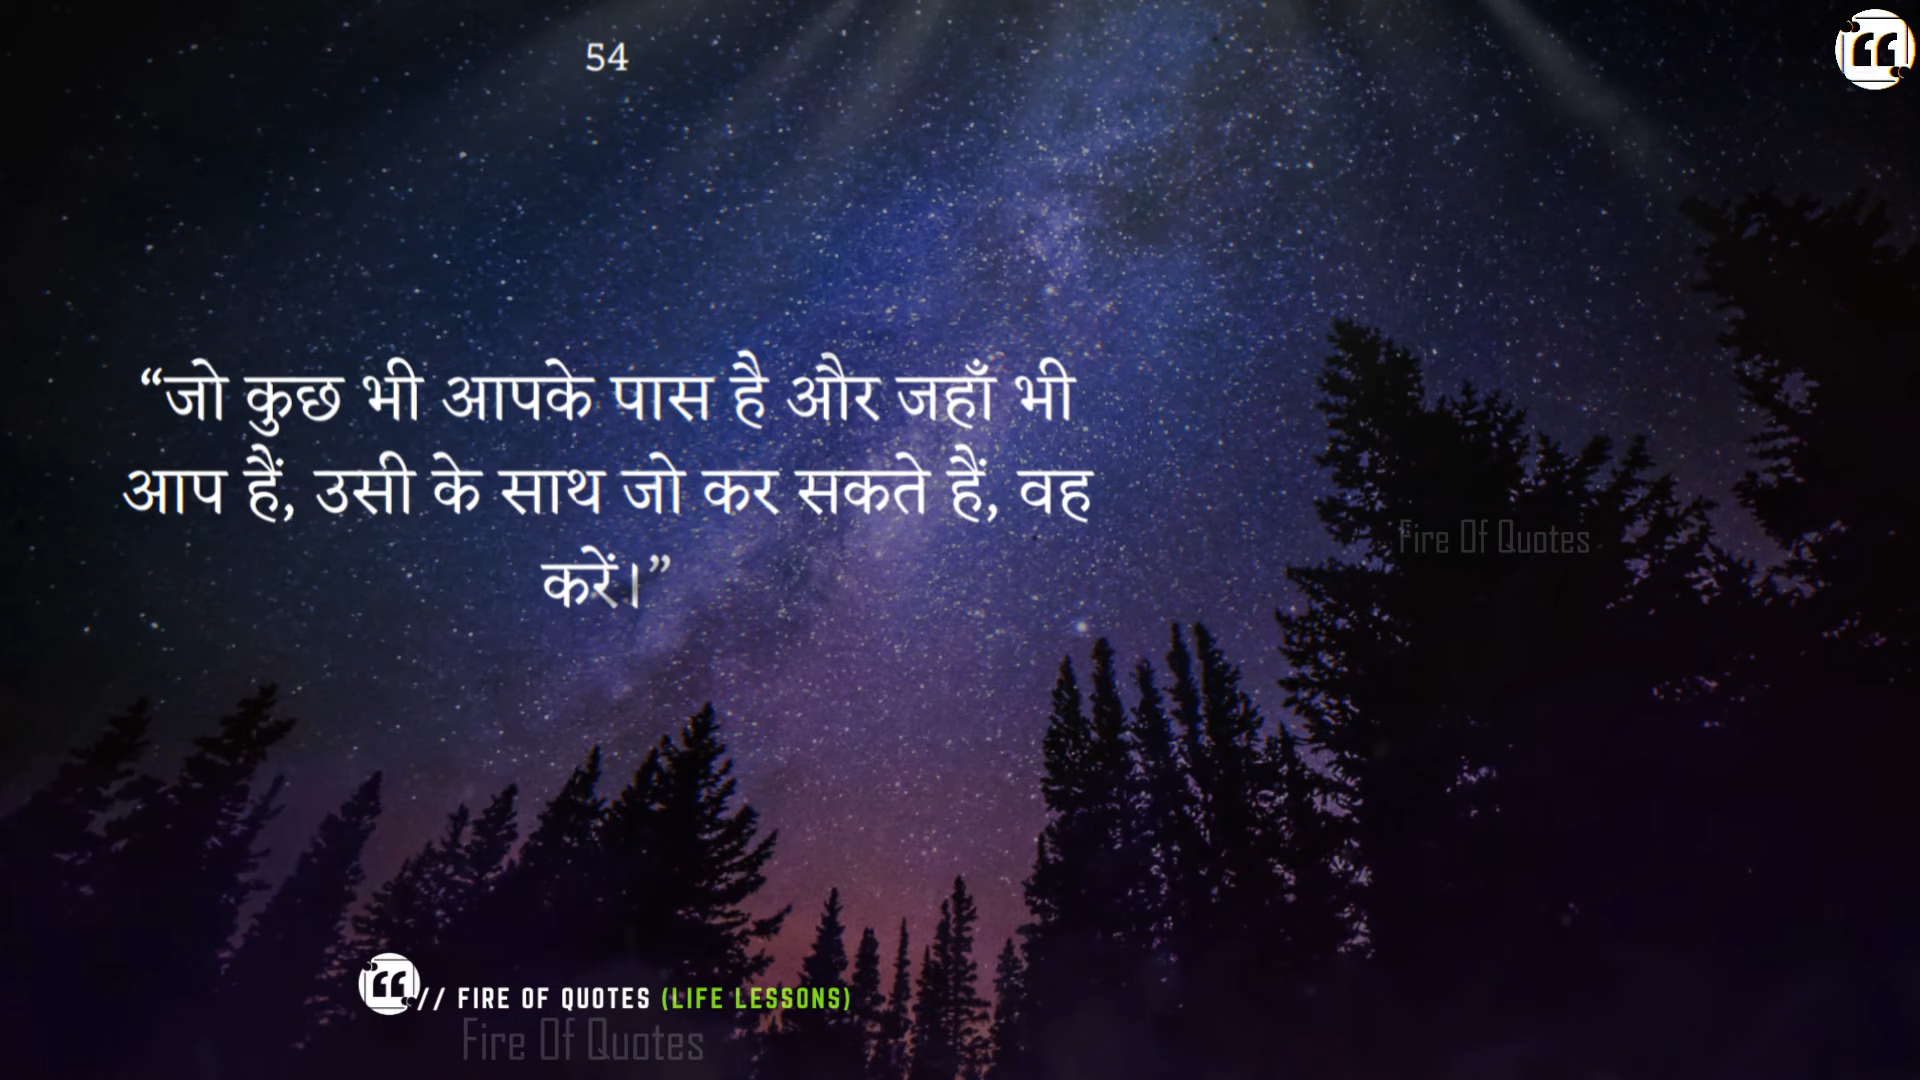 54
“जो कुछ भी आपके पास है और जहाँ भी
आप हैं, उसी के साथ जो कर सकते हैं, वह
करें।”
Fire Of Quotes
// FIRE OF QUOTES (LIFE LESSONS)
Fire Of Quotes